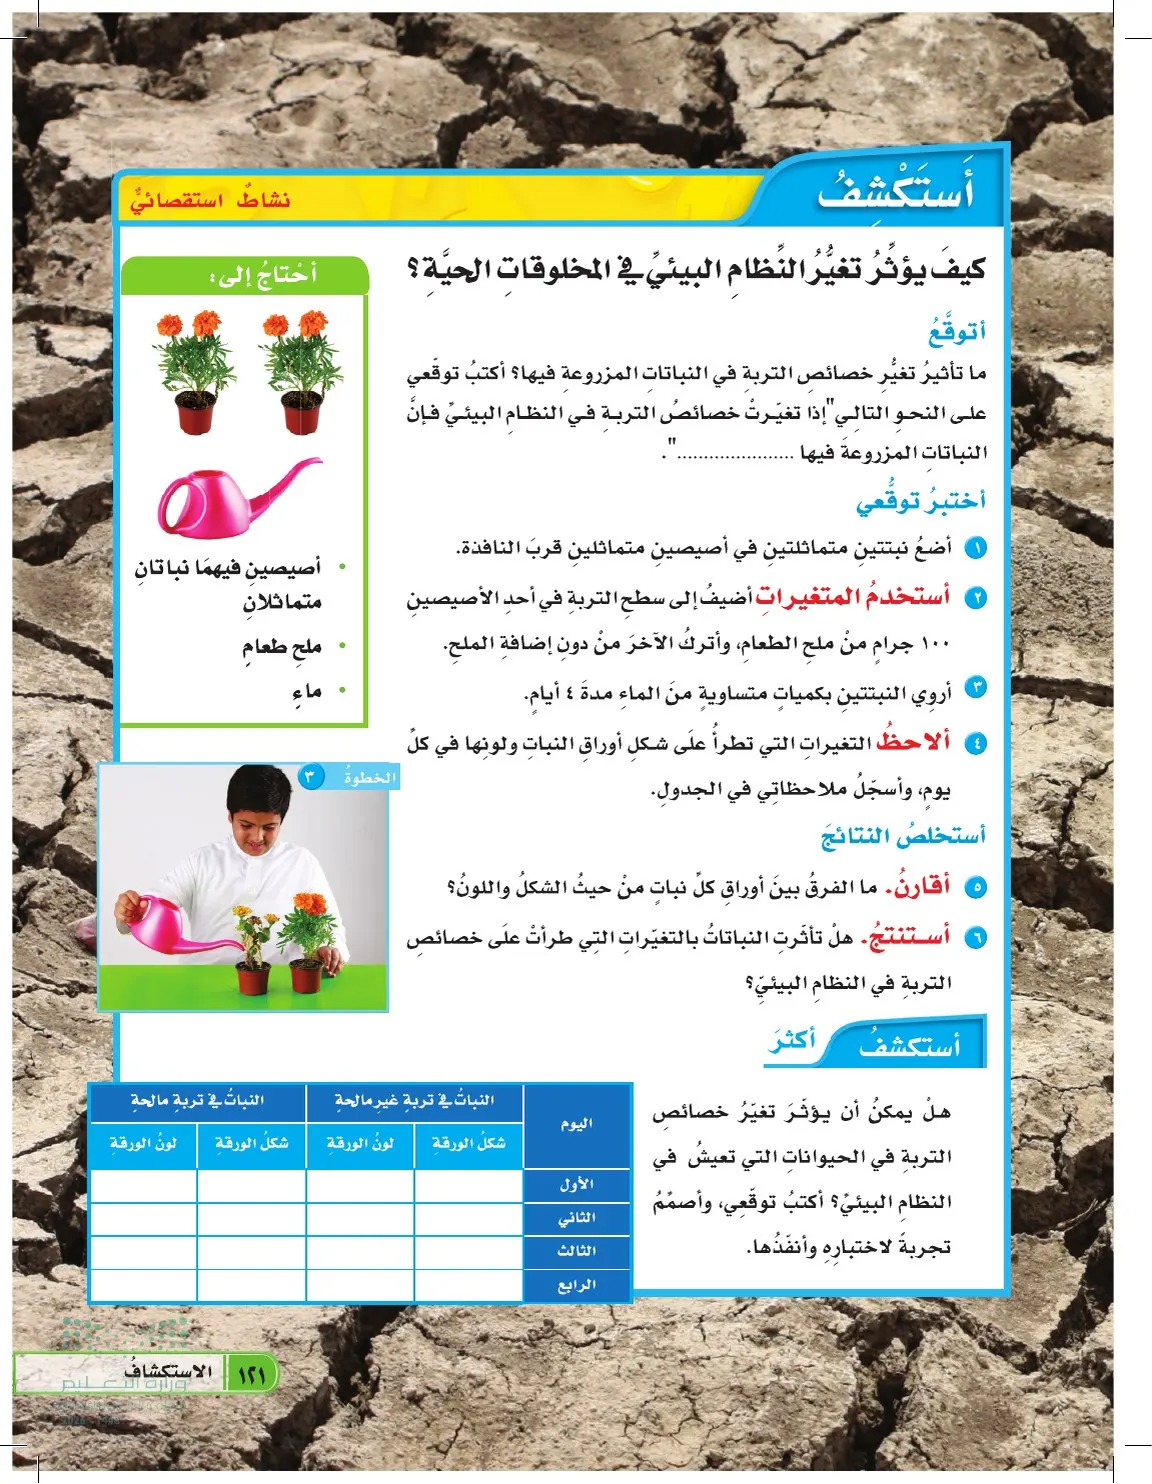 أَستَكْشِفُ
نشاطٌ استقصائيٌّ
كيفَ يؤثِّرُ تغيُّرُ النِّظامِ البيئيِّ في المخلوقاتِ الحيَّةِ؟
أتوقَّعُ
ما تأثيرُ تغيُّرِ خصائصِ التربةِ في النباتاتِ المزروعةِ فيها؟ أكتبُ توقّعي
على النحوِ التالي"إذا تغيّرتْ خصائصُ التربةِ في النظامِ البيئيِّ فإنَّ
النباتاتِ المزروعةَ فيها ......................".
أختبرُ توقُّعي
١ أضعُ نبتتينِ متماثلتينِ في أصيصينِ متماثلينِ قربَ النافذة.
٢ أستخدمُ المتغيراتِ أضيفُ إلى سطحِ التربةِ في أحدِ الأصيصينِ
١٠٠ جرامٍ منْ ملحِ الطعامِ، وأتركُ الآخرَ منْ دونِ إضافةِ الملحِ.
٣ أروِي النبتتينِ بكمياتٍ متساويةٍ منَ الماءِ مدةَ ٤ أيامٍ.
٤ ألاحظُ التغيراتِ التي تطرأُ علَى شكلِ أوراقِ النباتِ ولونِها في كلِّ
يومٍ، وأسجّلُ ملاحظاتِي في الجدولِ.
أستخلصُ النتائجَ
٥ أقارنُ. ما الفرقُ بينَ أوراقِ كلِّ نباتٍ منْ حيثُ الشكلُ واللونُ؟
٦ أستنتجُ. هلْ تأثّرتِ النباتاتُ بالتغيّراتِ التِي طرأتْ علَى خصائصِ
التربةِ في النظامِ البيئيِّ؟
أحْتاجُ إلى:
• أصيصينِ فيهمَا نباتانِ
متماثلانِ
• ملحِ طعامٍ
• ماءٍ
الخطوةُ ٣
أستكشفُ أكثرَ
هلْ يمكنُ أن يؤثّرَ تغيّرُ خصائصِ
التربةِ في الحيواناتِ التي تعيشُ في
النظامِ البيئيِّ؟ أكتبُ توقّعِي، وأصمِّمُ
تجربةً لاختبارِهِ وأنفّذُها.
اليوم النباتُ في تربةِ غيرِ مالحةِ النباتُ في تربةِ مالحةِ
شكلُ الورقةِ لونُ الورقةِ شكلُ الورقةِ لونُ الورقةِ
الأول
الثاني
الثالث
الرابع
١٢١ الاستكشافُ
وزارة التعليم